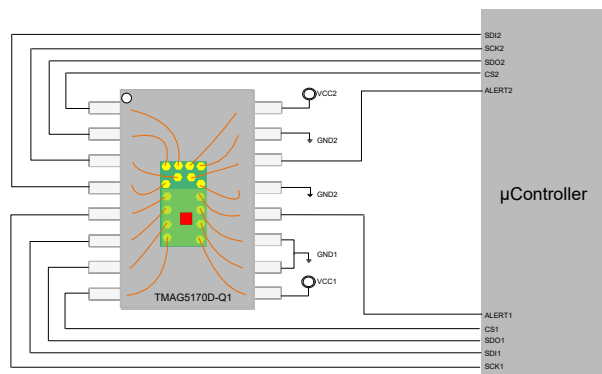 SDI2
SCK2
SDO2
CS2
VCC2
ALERT2
GND2
µController
GND2
GND1
VCC1
TMAG5170D-Q1
ALERT1
CS1
SDO1
SDI1
SCK1